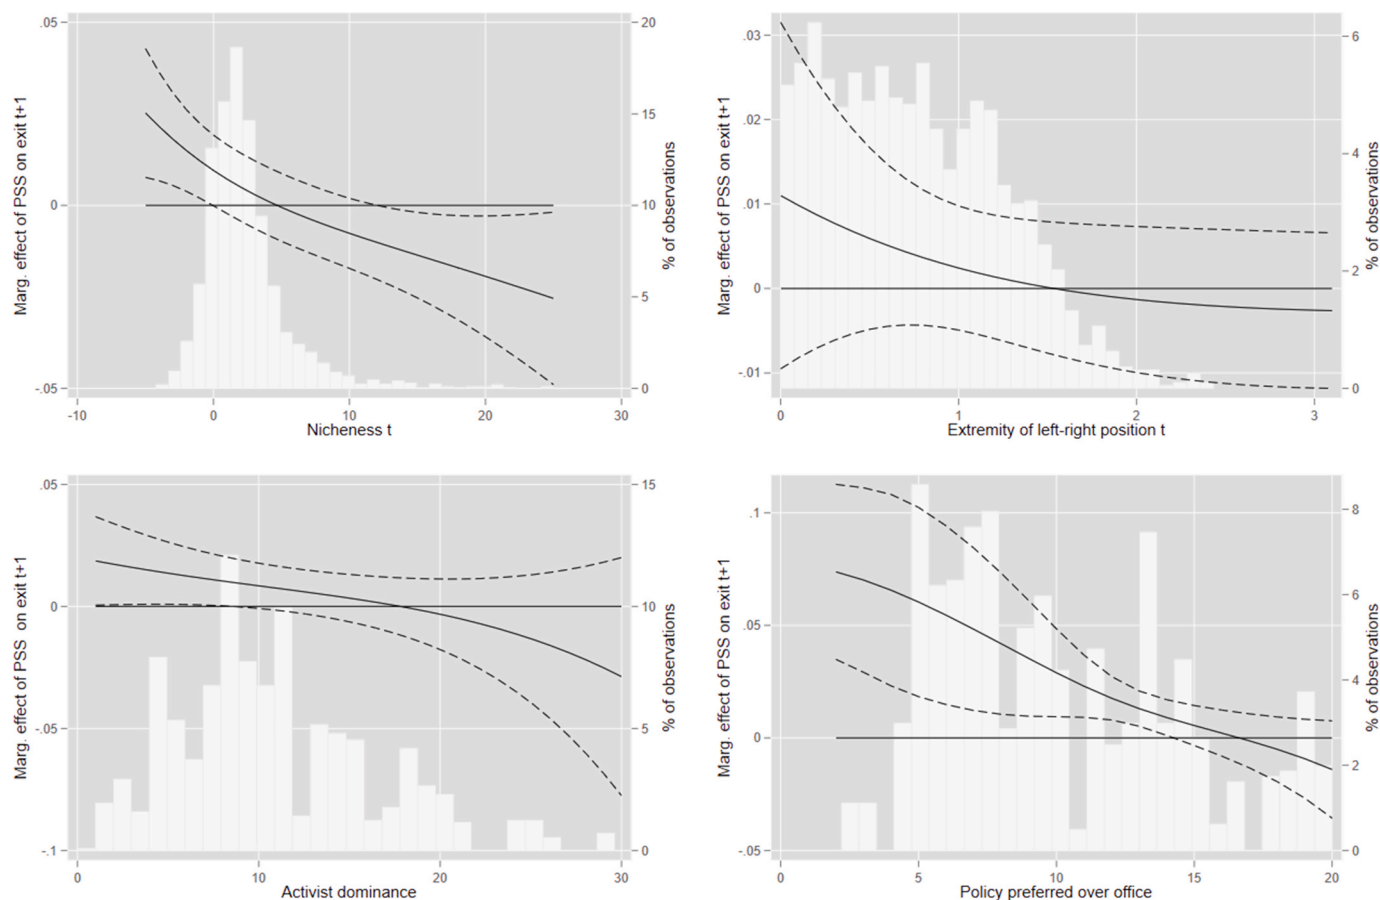 .05
0
-.05
Marg. effect of PSS on exit t+1
20
15
10
5
0
% of observations
-10 0 10 20 30
Nicheness t
.03
.02
.01
0
-.01
Marg. effect of PSS on exit t+1
6
4
2
0
% of observations
0 1 2 3
Extremity of left-right position t
.05
0
-.05
-.1
Marg. effect of PSS on exit t+1
15
10
5
0
% of observations
0 10 20 30
Activist dominance
.1
.05
0
-.05
Marg. effect of PSS on exit t+1
8
6
4
2
0
% of observations
0 5 10 15 20
Policy preferred over office